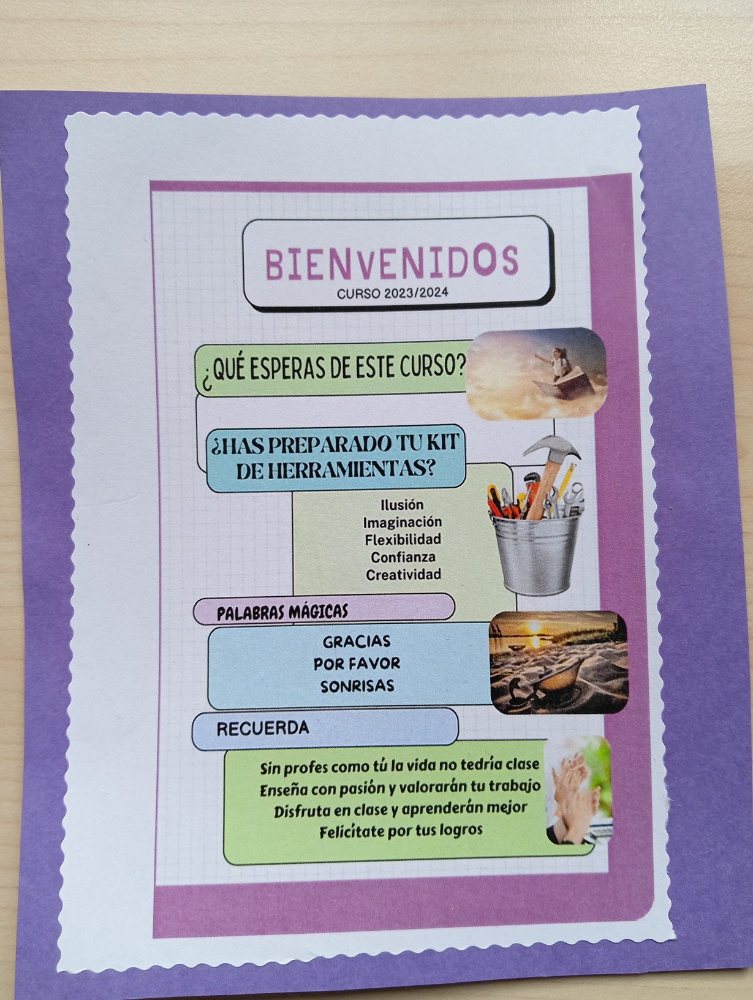 BIENVENIDOS
CURSO 2023/2024
¿QUÉ ESPERAS DE ESTE CURSO?
¿HAS PREPARADO TU KIT
DE HERRAMIENTAS?
Ilusión
Imaginación
Flexibilidad
Confianza
Creatividad
PALABRAS MÁGICAS
GRACIAS
POR FAVOR
SONRISAS
RECUERDA
Sin profes como tú la vida no tedría clase
Enseña con pasión y valorarán tu trabajo
Disfruta en clase y aprenderán mejor
Felicítate por tus logros